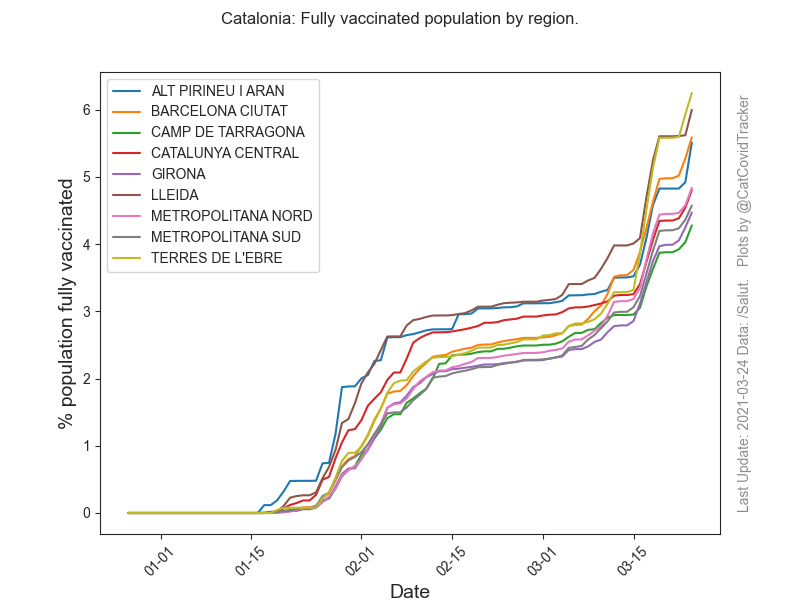 Catalonia: Fully vaccinated population by region.
ALT PIRINEU I ARAN
BARCELONA CIUTAT
CAMP DE TARRAGONA
CATALUNYA CENTRAL
GIRONA
LLEIDA
METROPOLITANA NORD
METROPOLITANA SUD
TERRES DE L'EBRE
% population fully vaccinated
6
5
4
3
2
1
0
01-01
01-15
02-01
02-15
03-01
03-15
Date
Last Update: 2021-03-24 Data: /Salut   Plots by @CatCovidTracker